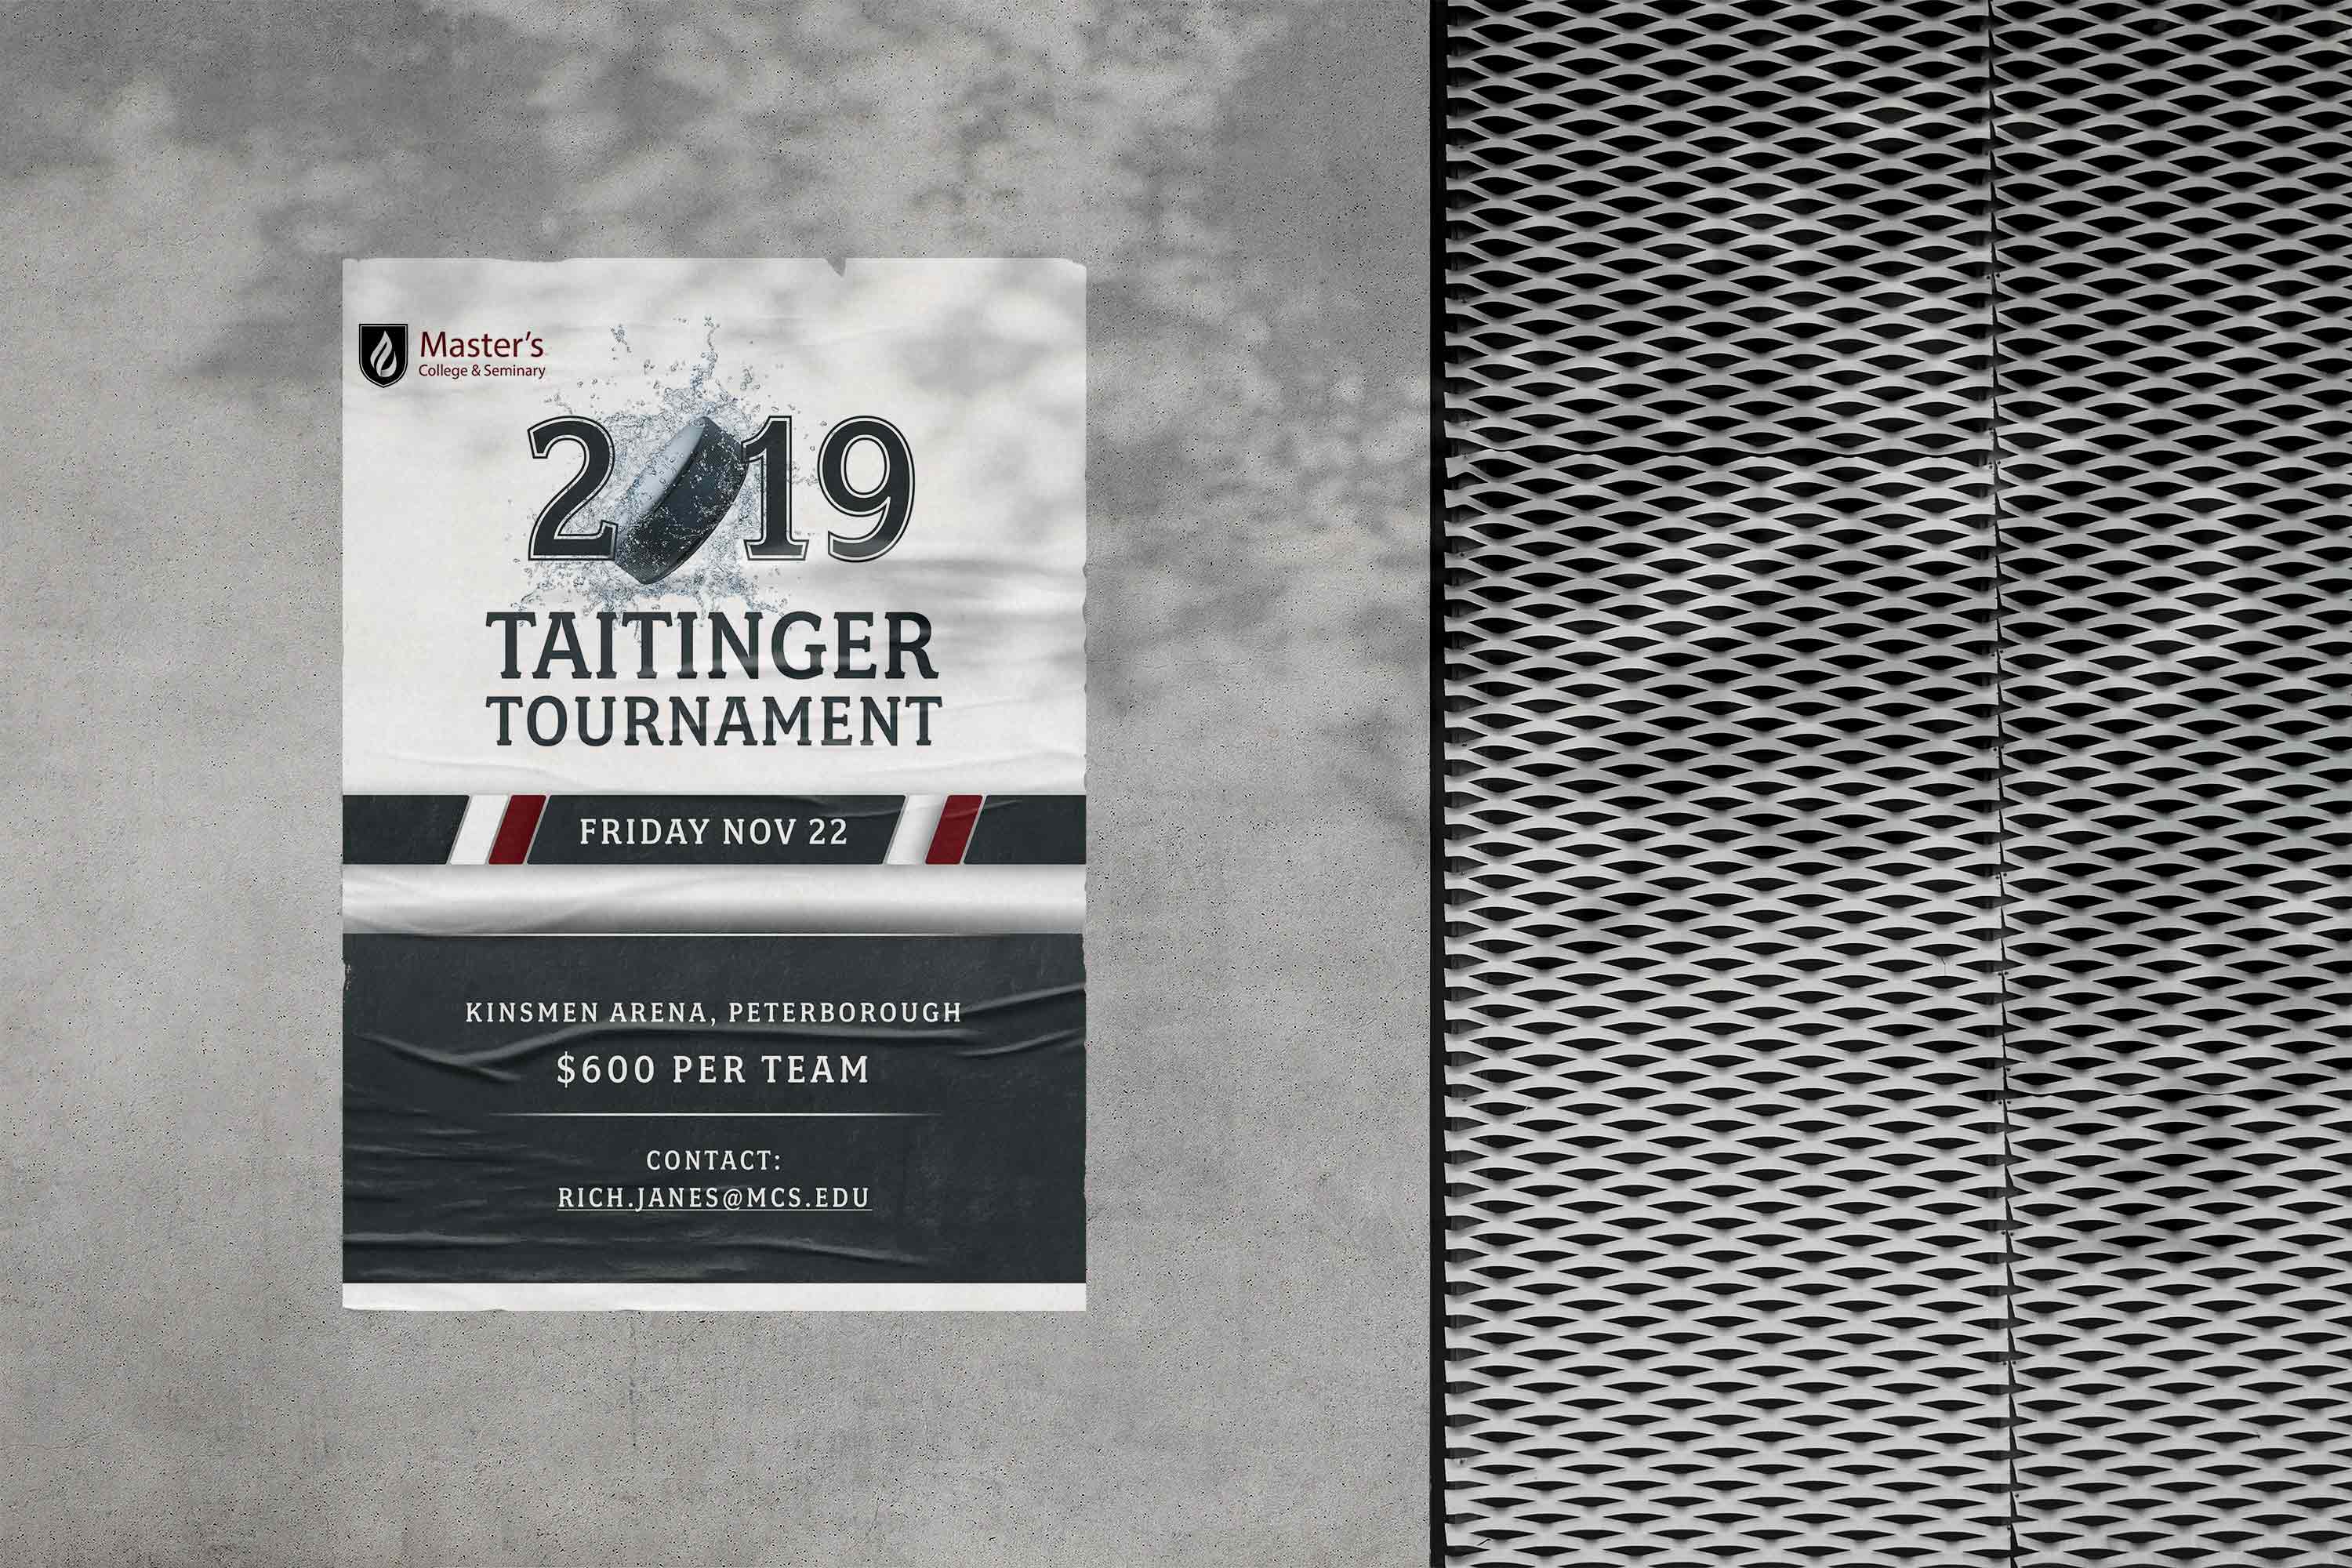 Master's
College & Seminary
2019
TAITINGER
TOURNAMENT
FRIDAY NOV 22
KINSMEN ARENA, PETERBOROUGH
$600 PER TEAM
CONTACT:
RICH.JANES@MCS.EDU